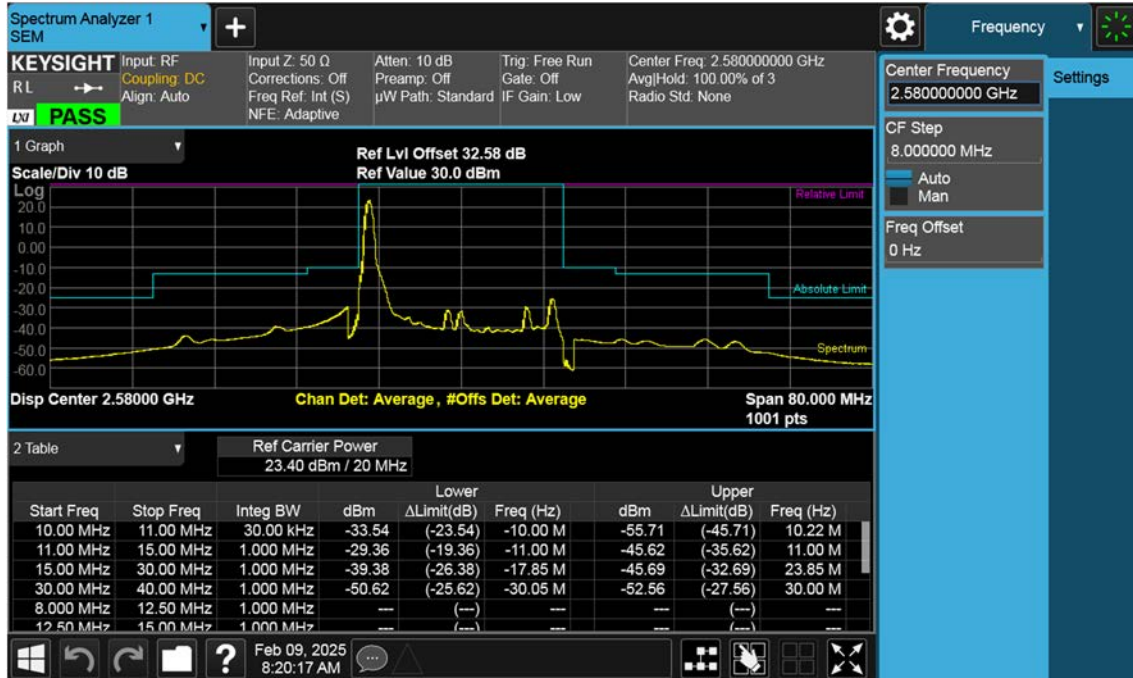 Spectrum Analyzer 1
SEM
Frequency
KEYSIGHT
R L
LXI PASS
Input: RF
Coupling: DC
Align: Auto
Input Z: 50 Ω
Corrections: Off
Freq Ref: Int (S)
NFE: Adaptive
Atten: 10 dB
Preamp: Off
µW Path: Standard
Trig: Free Run
Gate: Off
IF Gain: Low
Center Freq: 2.580000000 GHz
Avg|Hold: 100.00% of 3
Radio Std: None
Center Frequency
2.580000000 GHz
Settings
CF Step
8.000000 MHz
Auto
Man
Freq Offset
0 Hz
1 Graph
Scale/Div 10 dB
Ref Lvl Offset 32.58 dB
Ref Value 30.0 dBm
Log
Relative Limit
20.0
10.0
0.00
-10.0
-20.0
Absolute Limit
-30.0
-40.0
-50.0
Spectrum
-60.0
Disp Center 2.58000 GHz
Chan Det: Average, #Offs Det: Average
Span 80.000 MHz
1001 pts
2 Table
Ref Carrier Power
23.40 dBm / 20 MHz
Lower Upper
Start Freq Stop Freq Integ BW dBm ΔLimit(dB) Freq (Hz) dBm ΔLimit(dB) Freq (Hz)
10.00 MHz 11.00 MHz 30.00 kHz -33.54 (-23.54) -10.00 M -55.71 (-45.71) 10.22 M
11.00 MHz 15.00 MHz 1.000 MHz -29.36 (-19.36) -11.00 M -45.62 (-35.62) 11.00 M
15.00 MHz 30.00 MHz 1.000 MHz -39.38 (-26.38) -17.85 M -45.69 (-32.69) 23.85 M
30.00 MHz 40.00 MHz 1.000 MHz -50.62 (-25.62) -30.05 M -52.56 (-27.56) 30.00 M
8.000 MHz 12.50 MHz 1.000 MHz --- (---) --- --- (---) ---
12.50 MHz 15.00 MHz 1.000 MHz --- (---) --- --- (---) ---
?
Feb 09, 2025
8:20:17 AM